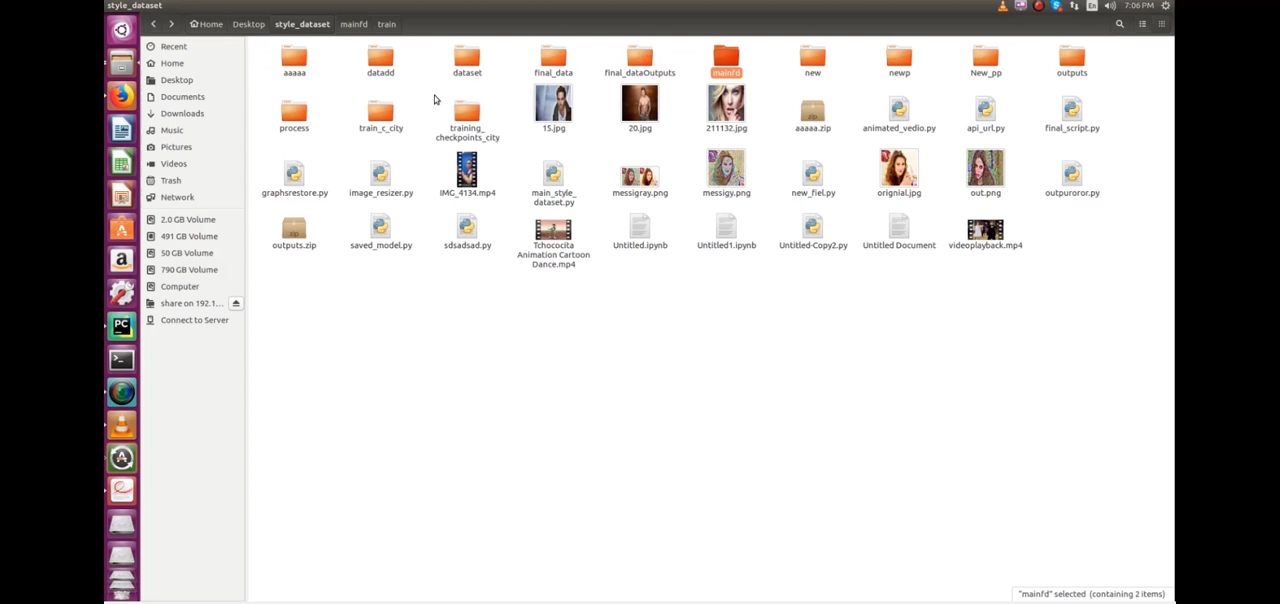 style_dataset
En
7:06 PM
Home
Desktop
style_dataset
mainfd
train
Recent
Home
Desktop
Documents
Downloads
Music
Pictures
Videos
Trash
Network
2.0 GB Volume
491 GB Volume
50 GB Volume
790 GB Volume
Computer
share on 192.1...
Connect to Server
aaaaa
datadd
dataset
final_data
final_dataOutputs
mainfd
new
newp
New_pp
outputs
process
train_c_city
training_
checkpoints_city
15.jpg
20.jpg
211132.jpg
aaaaa.zip
animated_vedio.py
api_url.py
final_script.py
graphsrestore.py
image_resizer.py
IMG_4134.mp4
main_style_
dataset.py
messigray.png
messigy.png
new_fiel.py
orignial.jpg
out.png
outpuroror.py
outputs.zip
saved_model.py
sdsadsad.py
Tchococita
Animation Cartoon
Dance.mp4
Untitled.ipynb
Untitled1.ipynb
Untitled-Copy2.py
Untitled Document
videoplayback.mp4
"mainfd" selected (containing 2 items)